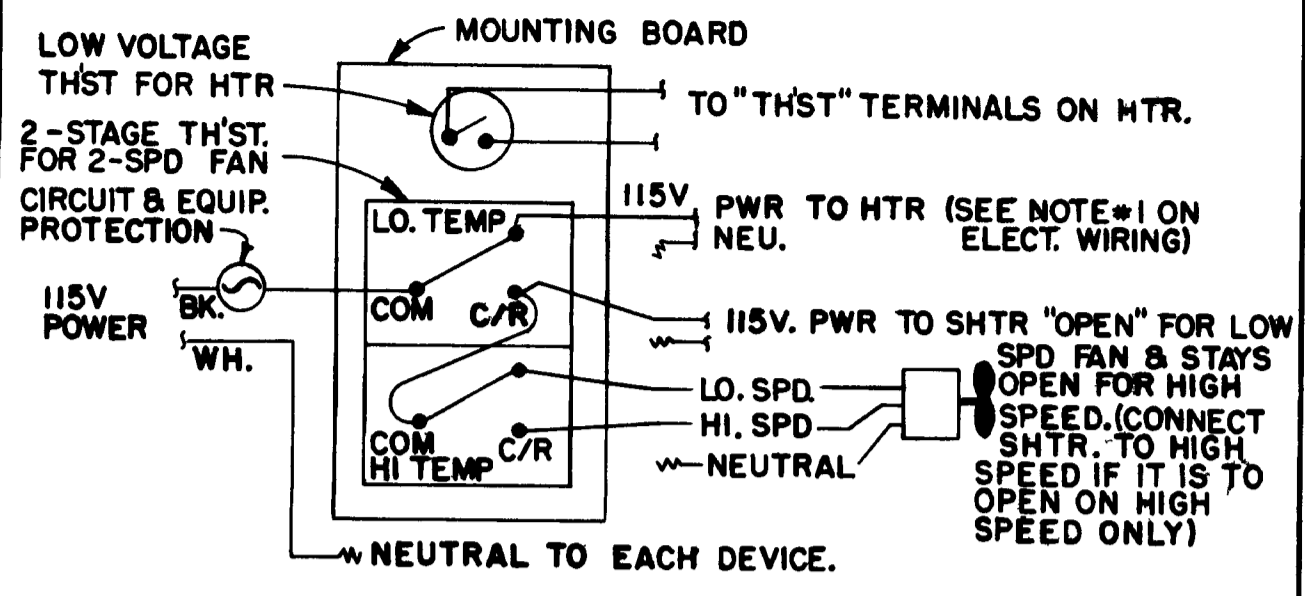 MOUNTING BOARD
LOW VOLTAGE
TH'ST FOR HTR
TO "TH'ST" TERMINALS ON HTR.
2-STAGE TH'ST.
FOR 2-SPD FAN
CIRCUIT & EQUIP.
PROTECTION
LO. TEMP
115V
PWR TO HTR (SEE NOTE#1 ON
NEU. ELECT. WIRING)
115V
POWER
BK.
WH.
COM
C/R
115V. PWR TO SHTR "OPEN" FOR LOW
SPD FAN & STAYS
OPEN FOR HIGH
SPEED.(CONNECT
SHTR. TO HIGH
SPEED IF IT IS TO
OPEN ON HIGH
SPEED ONLY)
LO. SPD.
HI. SPD
NEUTRAL
COM
HI TEMP
C/R
NEUTRAL TO EACH DEVICE.